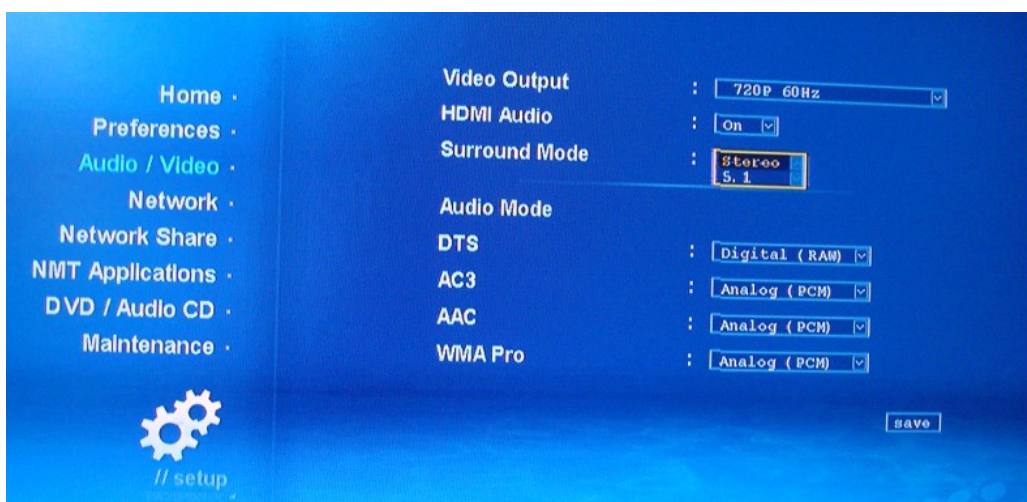 Home
Preferences
Audio / Video
Network
Network Share
NMT Applications
DVD / Audio CD
Maintenance
// setup
Video Output : 720P 60Hz
HDMI Audio : On
Surround Mode : Stereo
5.1
Audio Mode
DTS : Digital (RAW)
AC3 : Analog (PCM)
AAC : Analog (PCM)
WMA Pro : Analog (PCM)
save